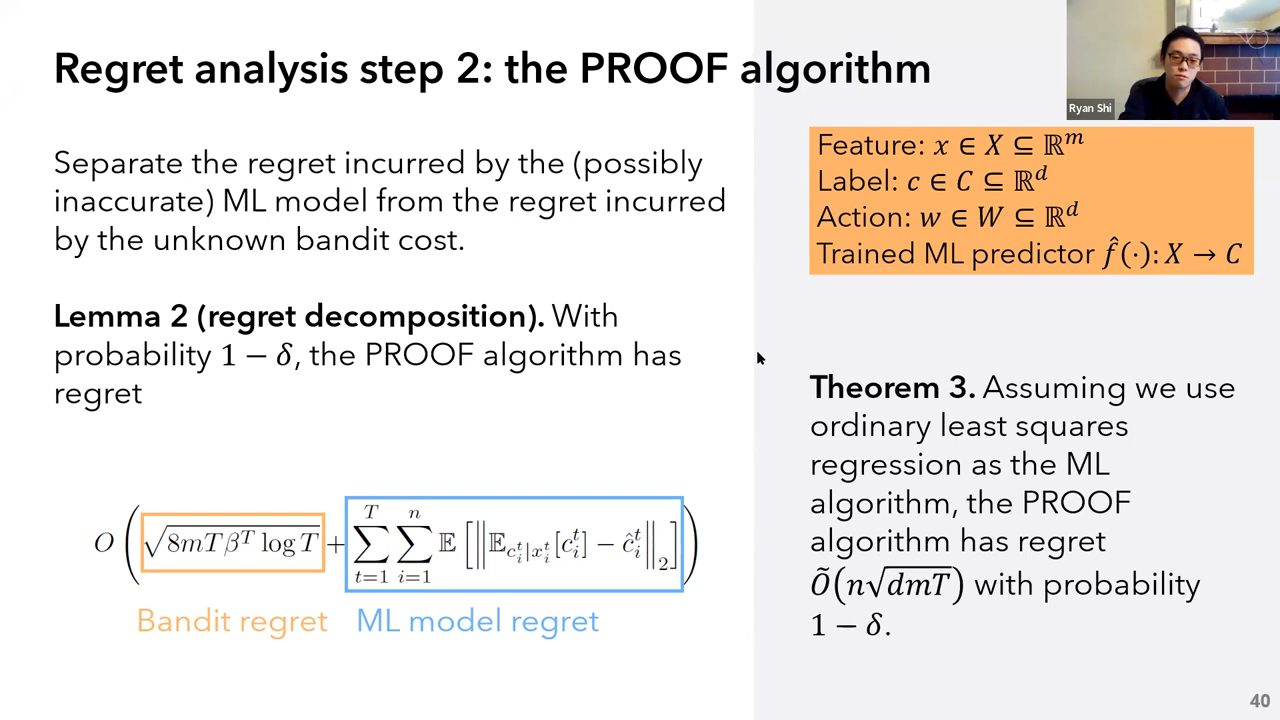 Regret analysis step 2: the PROOF algorithm
Ryan Shi
Separate the regret incurred by the (possibly
inaccurate) ML model from the regret incurred
by the unknown bandit cost.
Lemma 2 (regret decomposition). With
probability 1 − δ, the PROOF algorithm has
regret
O(√(8mTβ^T log T) + ∑_{t=1}^{T} ∑_{i=1}^{n} 𝔼[‖𝔼_{c_i^t|x_i^t}[c_i^t] − ĉ_i^t‖_2])
Bandit regret ML model regret
Feature: x ∈ X ⊆ ℝ^m
Label: c ∈ C ⊆ ℝ^d
Action: w ∈ W ⊆ ℝ^d
Trained ML predictor f̂(·): X → C
Theorem 3. Assuming we use
ordinary least squares
regression as the ML
algorithm, the PROOF
algorithm has regret
Õ(n√(dmT)) with probability
1 − δ.
40